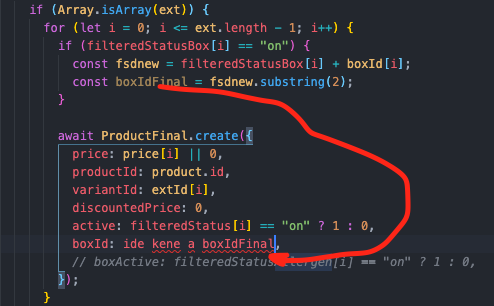 if (Array.isArray(ext)) {
for (let i = 0; i <= ext.length - 1; i++) {
if (filteredStatusBox[i] == "on") {
const fsdnew = filteredStatusBox[i] + boxId[i];
const boxIdFinal = fsdnew.substring(2);
}
await ProductFinal.create({
price: price[i] || 0,
productId: product.id,
variantId: extId[i],
discountedPrice: 0,
active: filteredStatus[i] == "on" ? 1 : 0,
boxId: ide kene a boxIdFinal,
// boxActive: filteredStatusAllergen[i] == "on" ? 1 : 0,
});
}